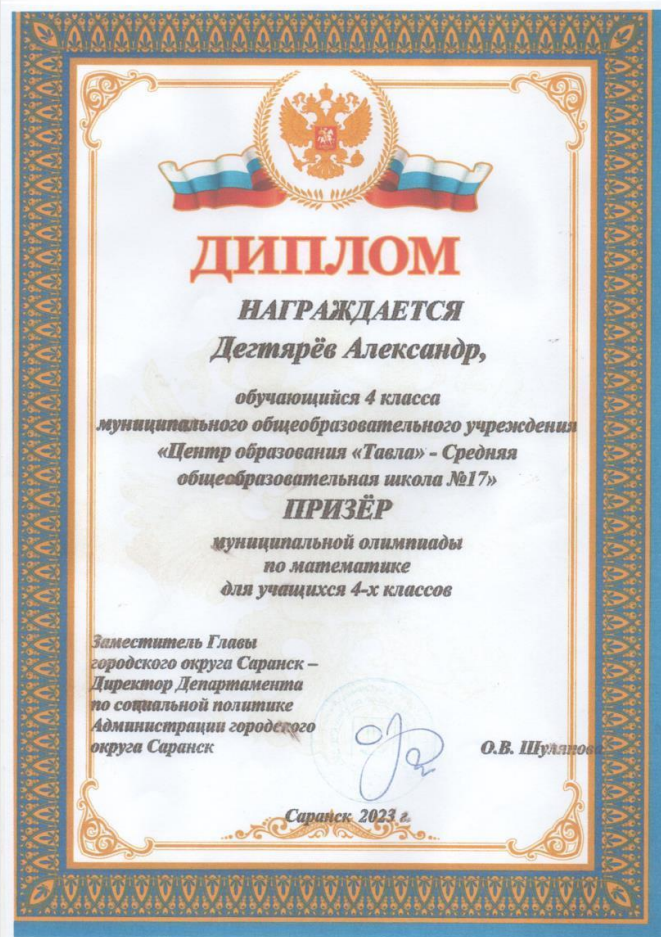 ДИПЛОМ
НАГРАЖДАЕТСЯ
Дегтярёв Александр,
обучающийся 4 класса
муниципального общеобразовательного учреждения
«Центр образования «Тавла» - Средняя
общеобразовательная школа №17»
ПРИЗЁР
муниципальной олимпиады
по математике
для учащихся 4-х классов
Заместитель Главы
городского округа Саранск –
Директор Департамента
по социальной политике
Администрации городского
округа Саранск
О.В. Шулянова
Саранск 2023 г.